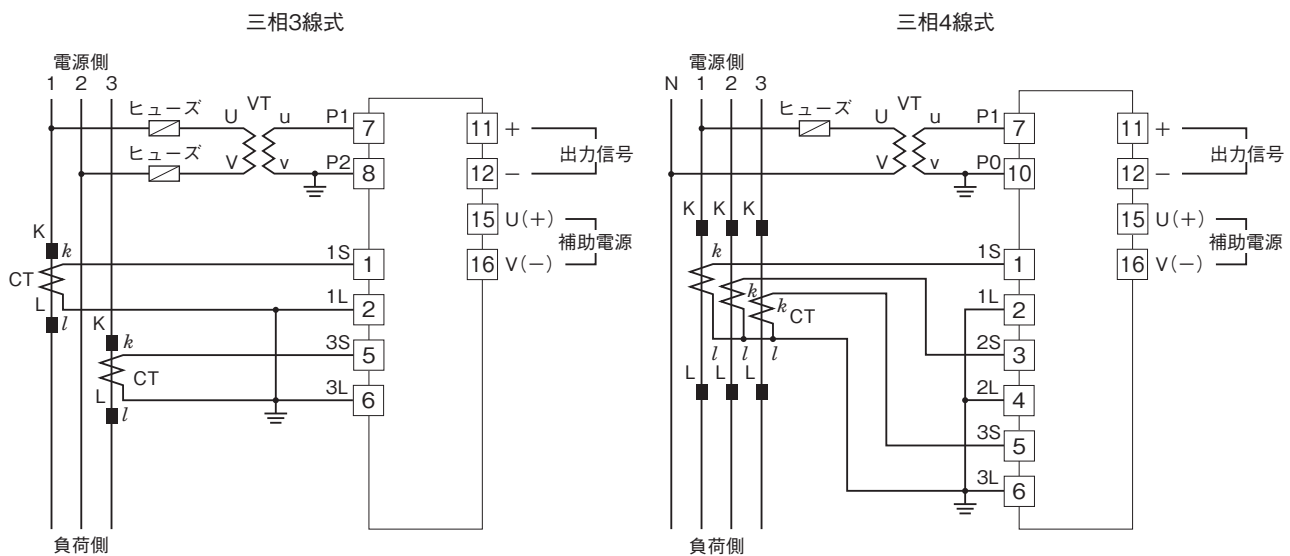 三相3線式
電源側
1 2 3
ヒューズ
U VT u P1 7 11 +
ヒューズ
出力信号
V v P2 8 12 −
15 U(+)
補助電源
K k 1S 1 16 V(−)
CT
L l 1L 2
K k 3S 5
CT
L l 3L 6
負荷側
三相4線式
電源側
N 1 2 3
ヒューズ
U VT u P1 7 11 +
出力信号
V v P0 10 12 −
K K K 15 U(+)
補助電源
k 1S 1 16 V(−)
k
k CT 1L 2
l l l 2S 3
L L L 2L 4
3S 5
3L 6
負荷側